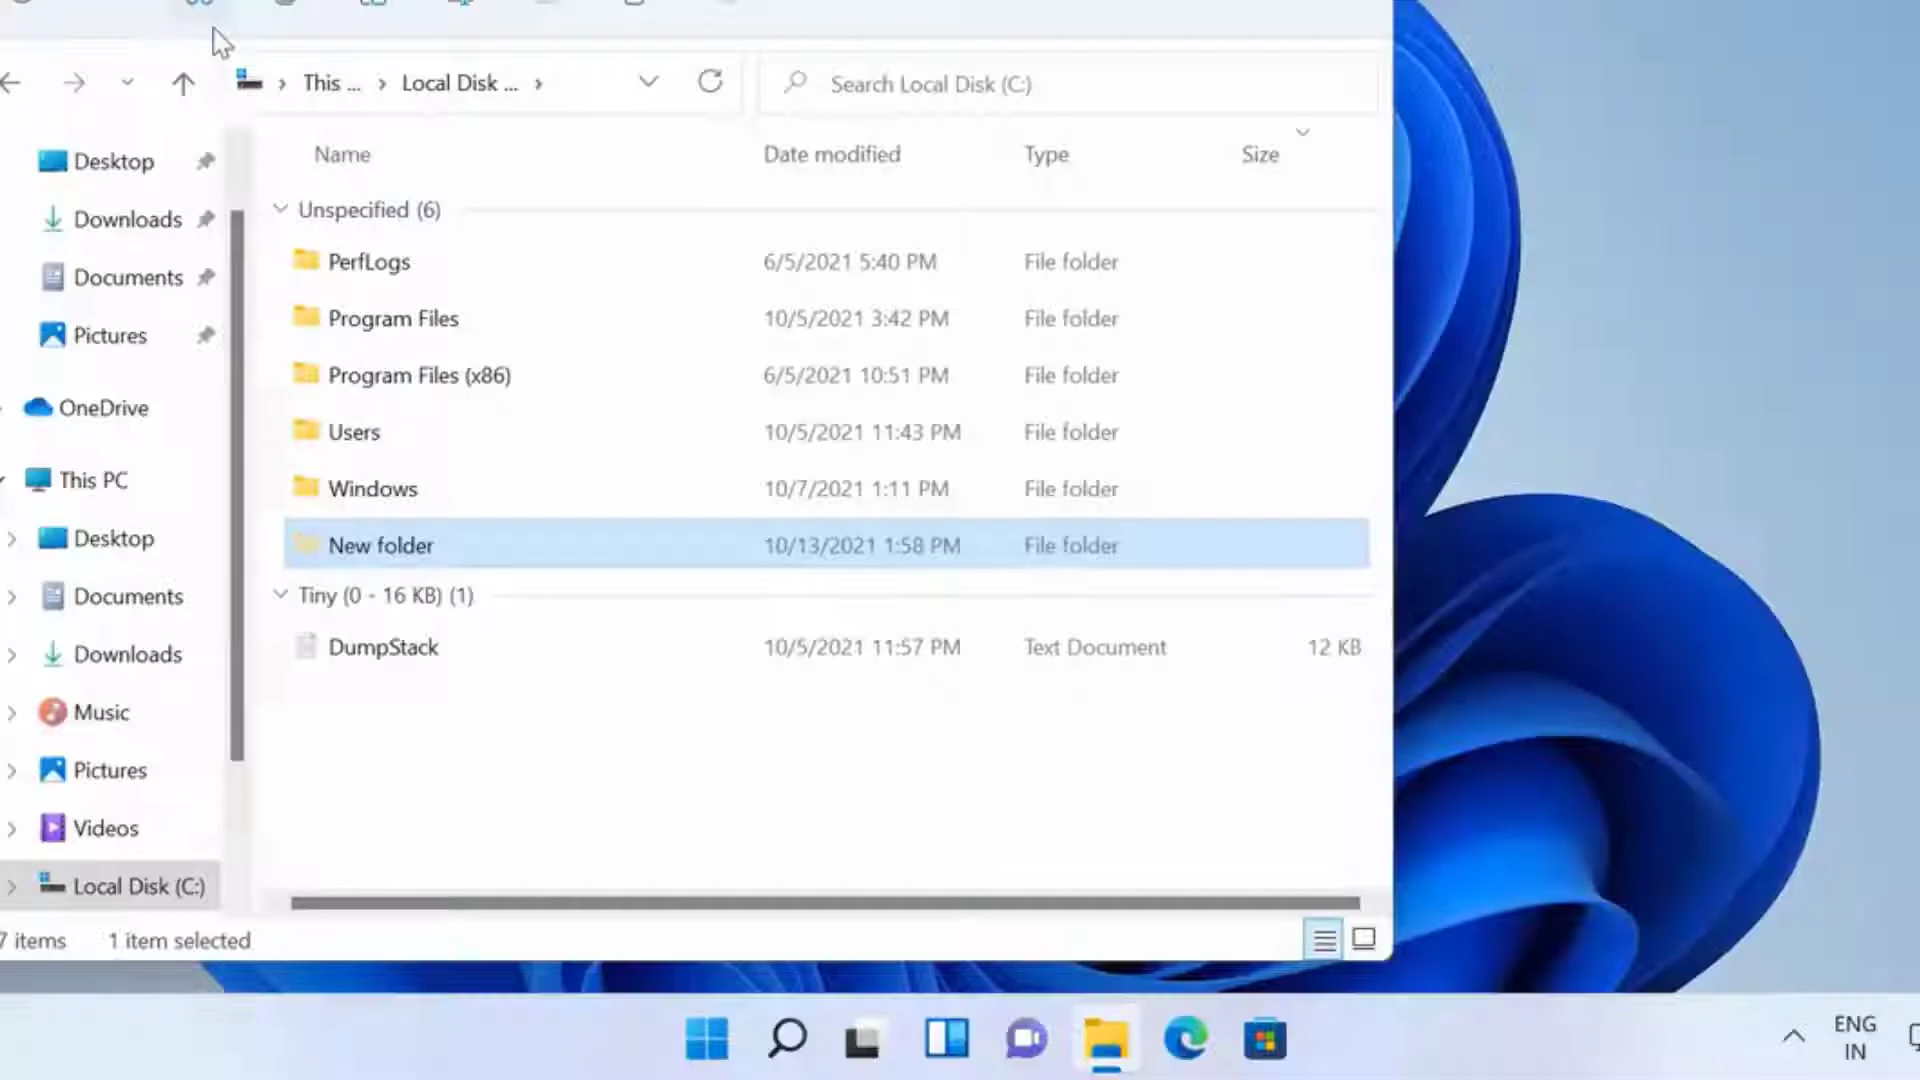 This ... Local Disk ...
Search Local Disk (C:)
Name Date modified Type Size
Desktop
Downloads
Documents
Pictures
OneDrive
This PC
Desktop
Documents
Downloads
Music
Pictures
Videos
Local Disk (C:)
Unspecified (6)
PerfLogs 6/5/2021 5:40 PM File folder
Program Files 10/5/2021 3:42 PM File folder
Program Files (x86) 6/5/2021 10:51 PM File folder
Users 10/5/2021 11:43 PM File folder
Windows 10/7/2021 1:11 PM File folder
New folder 10/13/2021 1:58 PM File folder
Tiny (0 - 16 KB) (1)
DumpStack 10/5/2021 11:57 PM Text Document 12 KB
7 items 1 item selected
ENG
IN